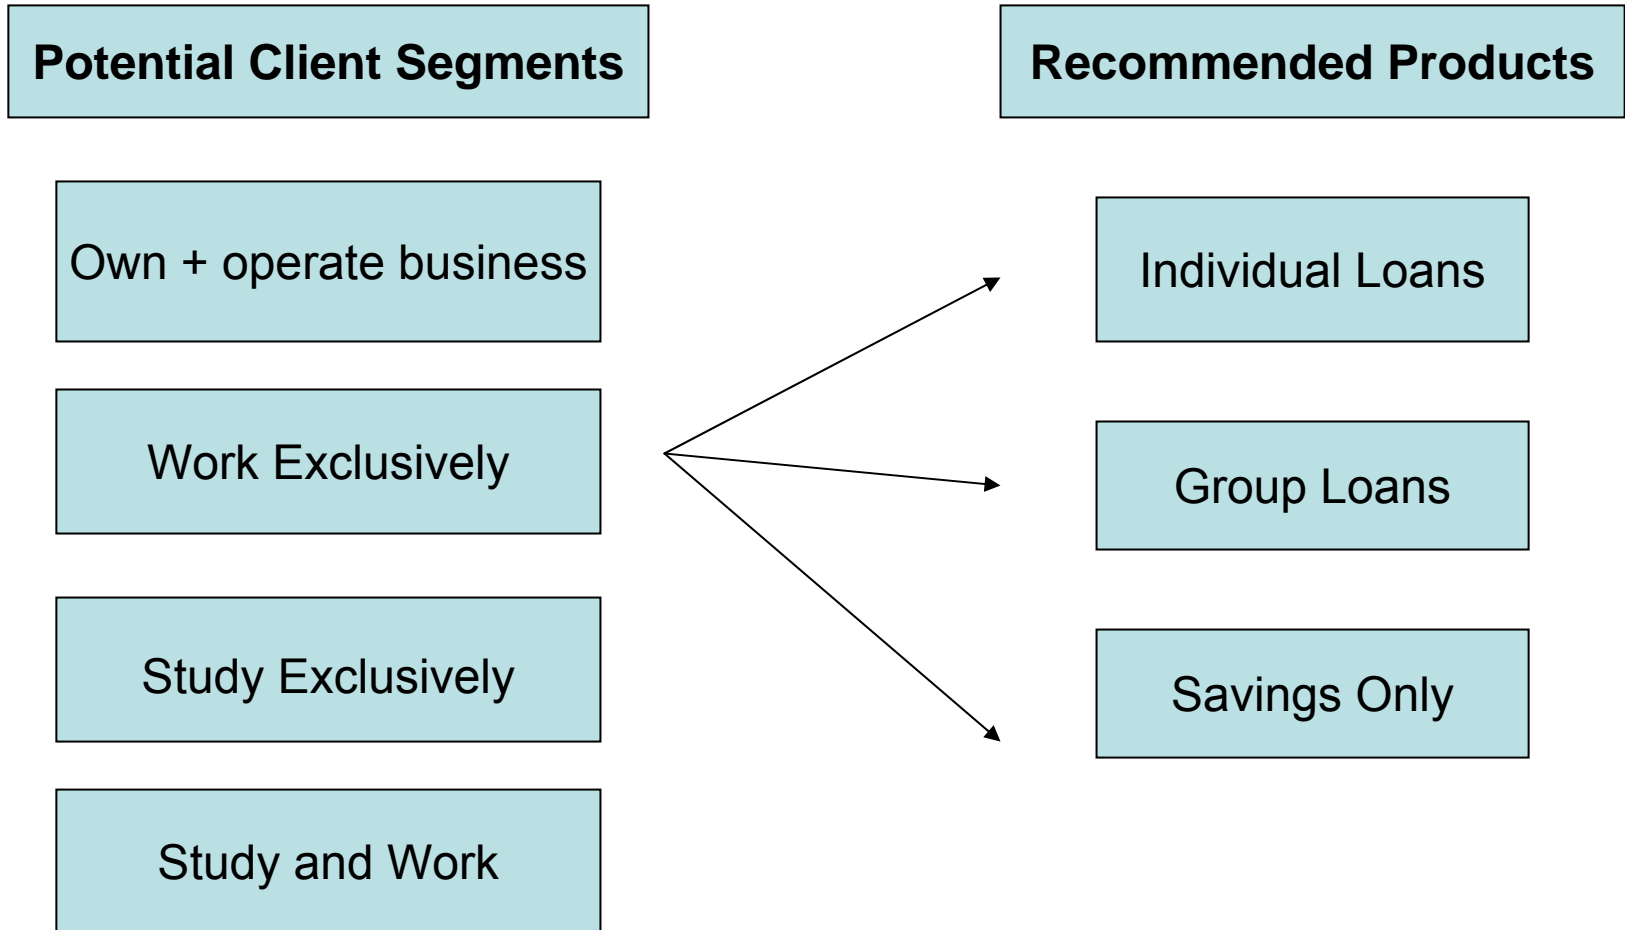 Potential Client Segments
Recommended Products
Own + operate business
Individual Loans
Work Exclusively
Group Loans
Study Exclusively
Savings Only
Study and Work